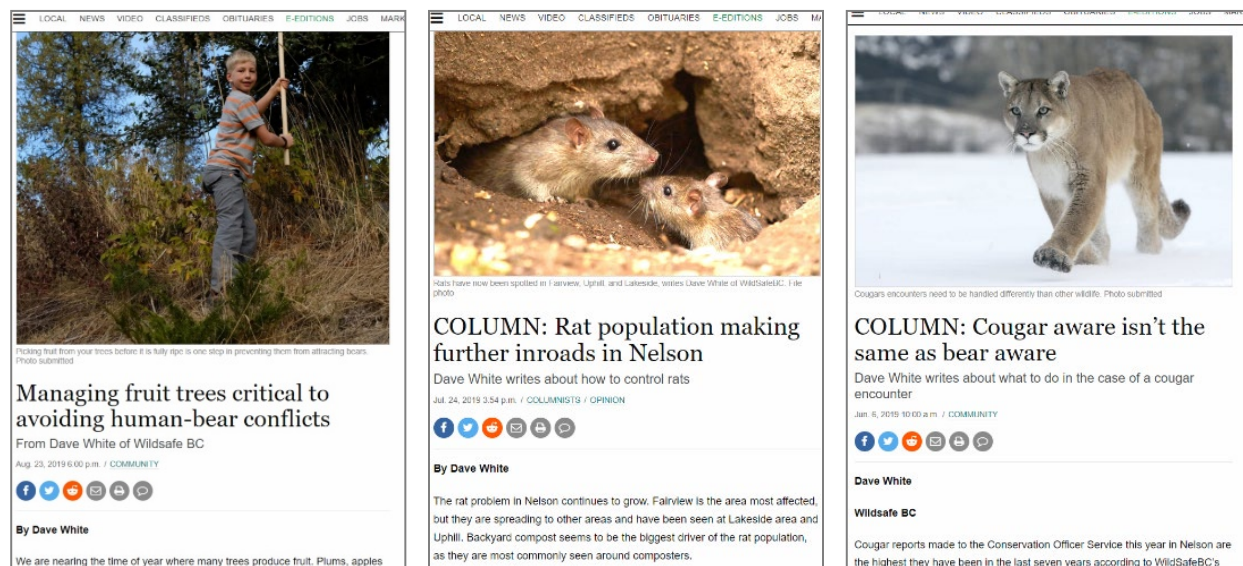 LOCAL NEWS VIDEO CLASSIFIEDS OBITUARIES E-EDITIONS JOBS MARK
Picking fruit from your trees before it is fully ripe is one step in preventing them from attracting bears.
Photo submitted
Managing fruit trees critical to
avoiding human-bear conflicts
From Dave White of Wildsafe BC
Aug. 23, 2019 6:00 p.m. / COMMUNITY
By Dave White
We are nearing the time of year where many trees produce fruit. Plums, apples
LOCAL NEWS VIDEO CLASSIFIEDS OBITUARIES E-EDITIONS JOBS MA
Rats have now been spotted in Fairview, Uphill, and Lakeside, writes Dave White of WildSafeBC. File
photo
COLUMN: Rat population making
further inroads in Nelson
Dave White writes about how to control rats
Jul. 24, 2019 3:54 p.m. / COLUMNISTS / OPINION
By Dave White
The rat problem in Nelson continues to grow. Fairview is the area most affected,
but they are spreading to other areas and have been seen at Lakeside area and
Uphill. Backyard compost seems to be the biggest driver of the rat population,
as they are most commonly seen around composters.
Cougars encounters need to be handled differently than other wildlife. Photo submitted
COLUMN: Cougar aware isn't the
same as bear aware
Dave White writes about what to do in the case of a cougar
encounter
Jun. 6, 2019 10:00 a.m. / COMMUNITY
Dave White
Wildsafe BC
Cougar reports made to the Conservation Officer Service this year in Nelson are
the highest they have been in the last seven years according to WildSafeBC's